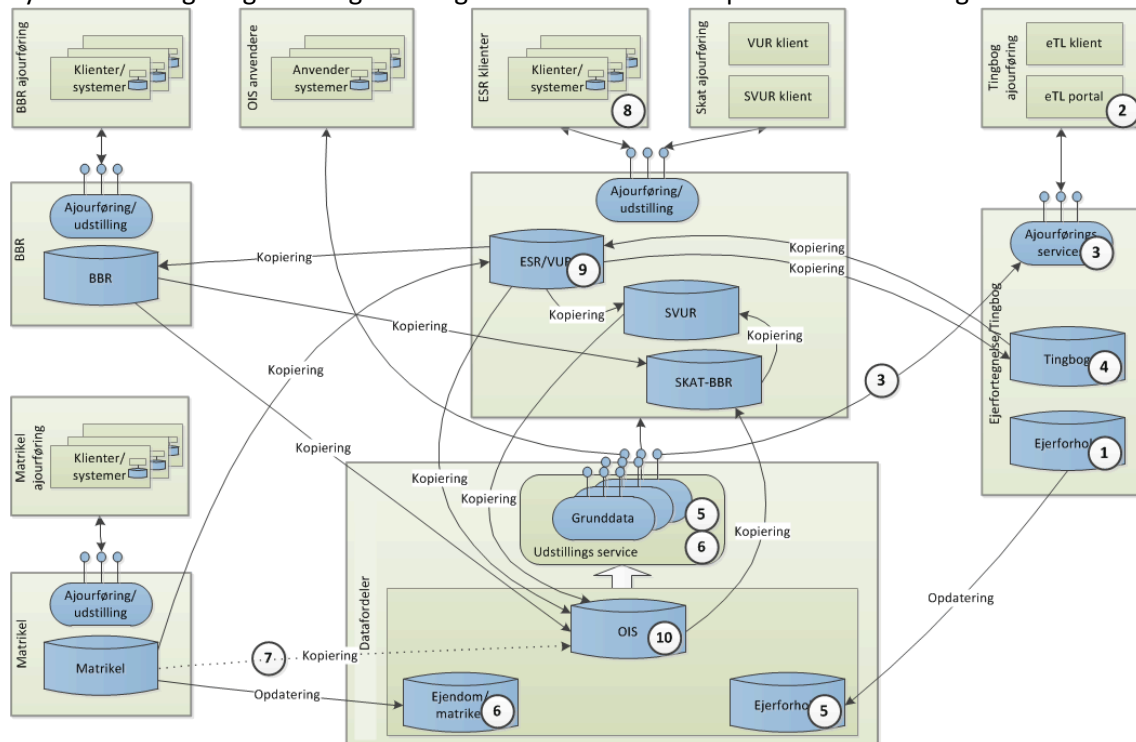 BBR ajourføring
Klienter/
systemer
OIS anvendere
Anvender
systemer
ESR klienter
Klienter/
systemer
8
Skat ajourføring
VUR klient
SVUR klient
Tingbog
ajourføring
eTL klient
eTL portal
2
BBR
Ajourføring/
udstilling
BBR
Ajourføring/
udstilling
ESR/VUR
9
SVUR
SKAT-BBR
Kopiering
Kopiering
Kopiering
Kopiering
Kopiering
Kopiering
Kopiering
3
Ejerfortegnelse/Tingbog
Ajourførings
service
3
Tingbog
4
Ejerforhold
1
Matrikel
ajourføring
Klienter/
systemer
Kopiering
Kopiering
Kopiering
Kopiering
Opdatering
Matrikel
Ajourføring/
udstilling
Matrikel
7
Kopiering
Opdatering
Datafordeler
Grunddata
5
Udstillings service
6
OIS
10
Ejendom/
matrikel
6
Ejerforhold
5